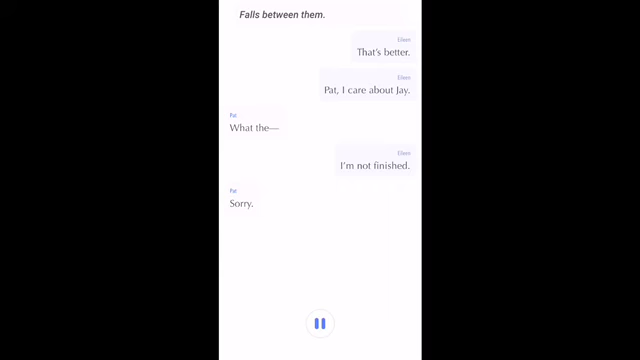 Falls between them.
Eileen
That's better.
Eileen
Pat, I care about Jay.
Pat
What the—
Eileen
I'm not finished.
Pat
Sorry.